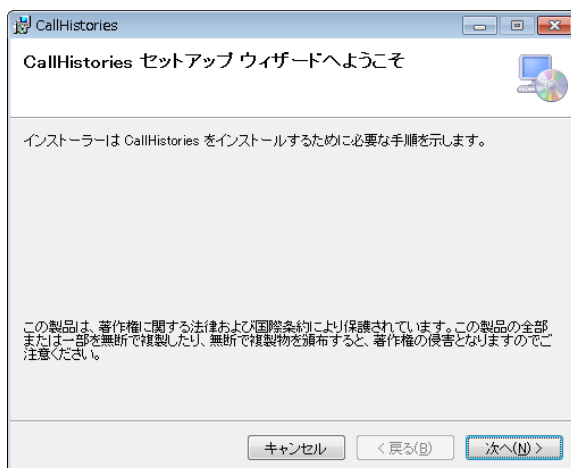 CallHistories
CallHistories セットアップ ウィザードへようこそ
インストーラーは CallHistories をインストールするために必要な手順を示します。
この製品は、著作権に関する法律および国際条約により保護されています。この製品の全部
または一部を無断で複製したり、無断で複製物を頒布すると、著作権の侵害となりますのでご
注意ください。
キャンセル < 戻る(B) 次へ(N) >